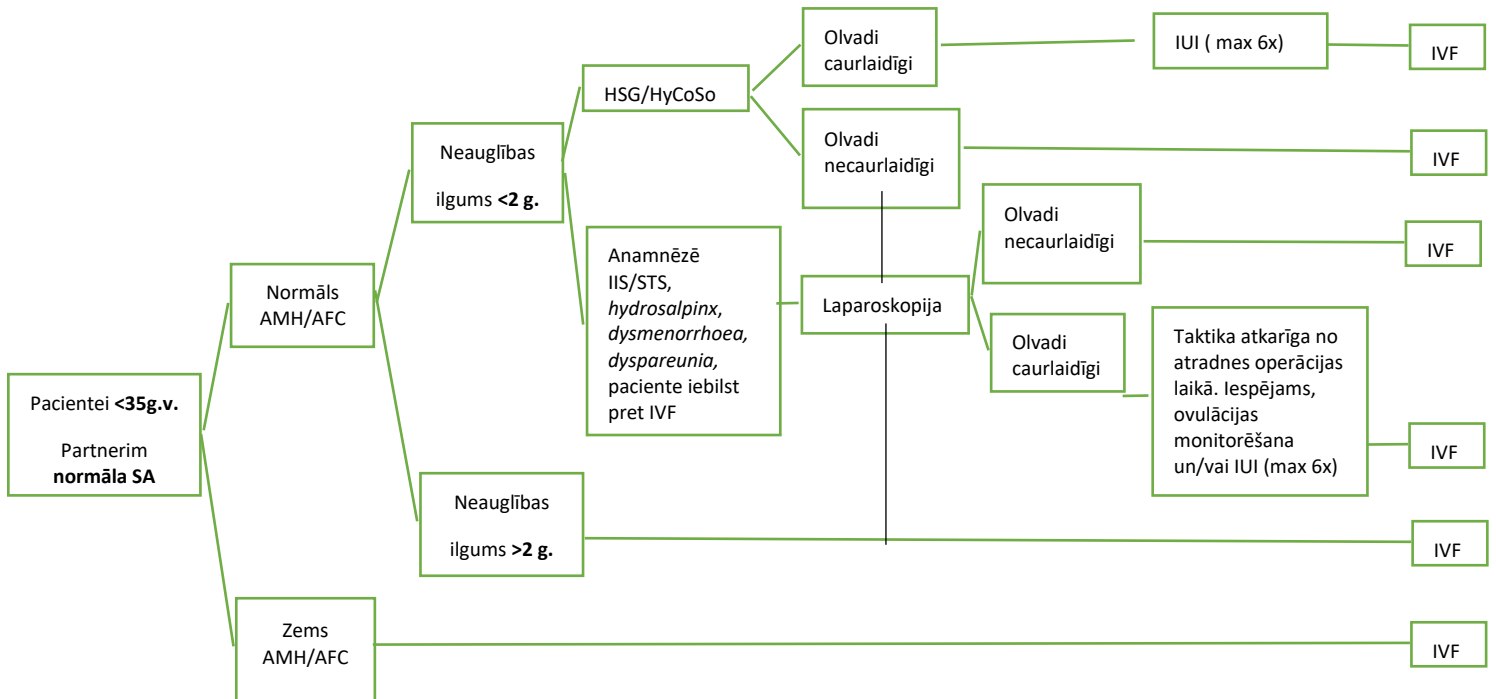 Olvadi
caurlaidīgi
IUI ( max 6x)
IVF
HSG/HyCoSo
Neauglības
ilgums <2 g.
Olvadi
necaurlaidīgi
IVF
Olvadi
necaurlaidīgi
IVF
Anamnēzē
IIS/STS,
hydrosalpinx,
dysmenorrhoea,
dyspareunia,
paciente iebilst
pret IVF
Normāls
AMH/AFC
Laparoskopija
Olvadi
caurlaidīgi
Taktika atkarīga no
atradnes operācijas
laikā. Iespējams,
ovulācijas
monitorēšana
un/vai IUI (max 6x)
IVF
Pacientei <35g.v.
Partnerim
normāla SA
Neauglības
ilgums >2 g.
IVF
Zems
AMH/AFC
IVF